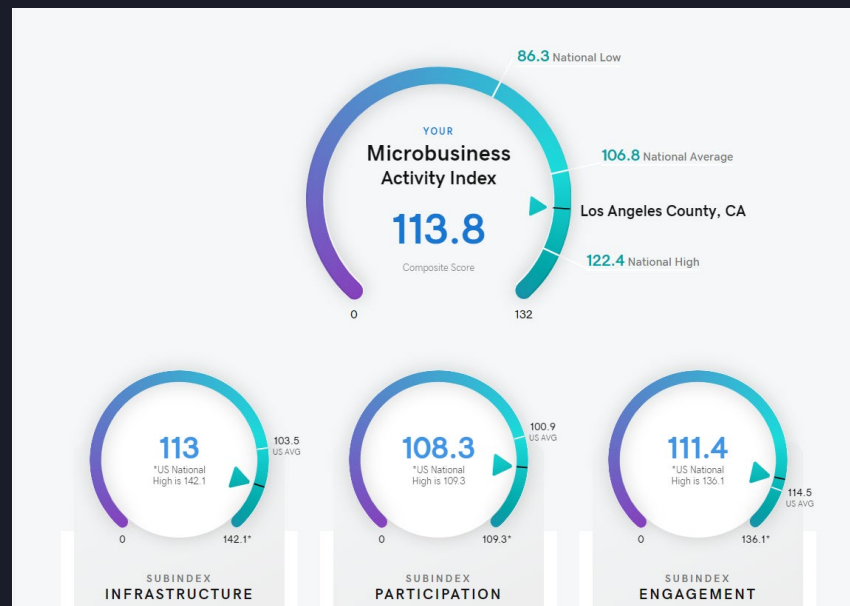 86.3 National Low
YOUR
Microbusiness
Activity Index
106.8 National Average
Los Angeles County, CA
113.8
Composite Score
122.4 National High
0
132
113
*US National
High is 142.1
103.5
US AVG
0
142.1*
108.3
*US National
High is 109.3
100.9
US AVG
0
109.3*
111.4
*US National
High is 136.1
114.5
US AVG
0
136.1*
SUBINDEX
INFRASTRUCTURE
SUBINDEX
PARTICIPATION
SUBINDEX
ENGAGEMENT